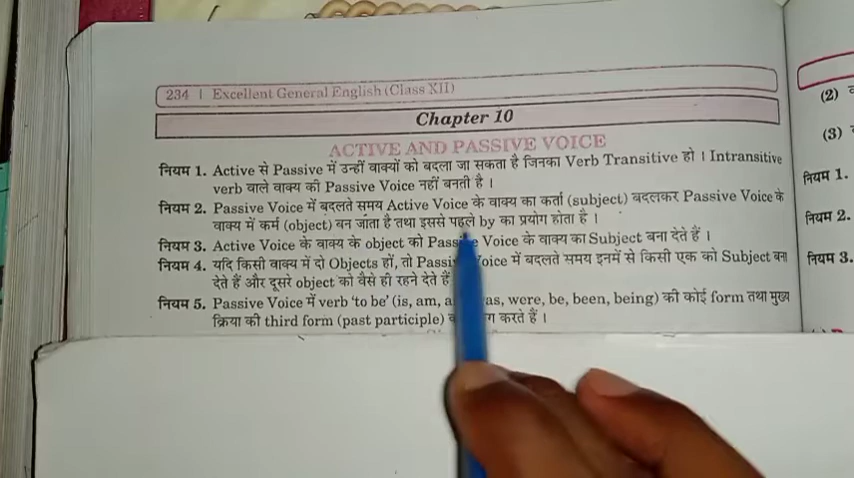 234 | Excellent General English (Class XII)
Chapter 10
ACTIVE AND PASSIVE VOICE
नियम 1. Active से Passive में उन्हीं वाक्यों को बदला जा सकता है जिनका Verb Transitive हो । Intransitive
verb वाले वाक्य की Passive Voice नहीं बनती है ।
नियम 2. Passive Voice में बदलते समय Active Voice के वाक्य का कर्ता (subject) बदलकर Passive Voice के
वाक्य में कर्म (object) बन जाता है तथा इससे पहले by का प्रयोग होता है ।
नियम 3. Active Voice के वाक्य के object को Passive Voice के वाक्य का Subject बना देते हैं ।
नियम 4. यदि किसी वाक्य में दो Objects हों, तो Passi oice में बदलते समय इनमें से किसी एक को Subject बना
देते हैं और दूसरे object को वैसे ही रहने देते हैं
नियम 5. Passive Voice में verb 'to be' (is, am, a as, were, be, been, being) की कोई form तथा मुख्य
क्रिया की third form (past participle) ग करते हैं ।
(2)
(3)
नियम 1.
नियम 2.
नियम 3.